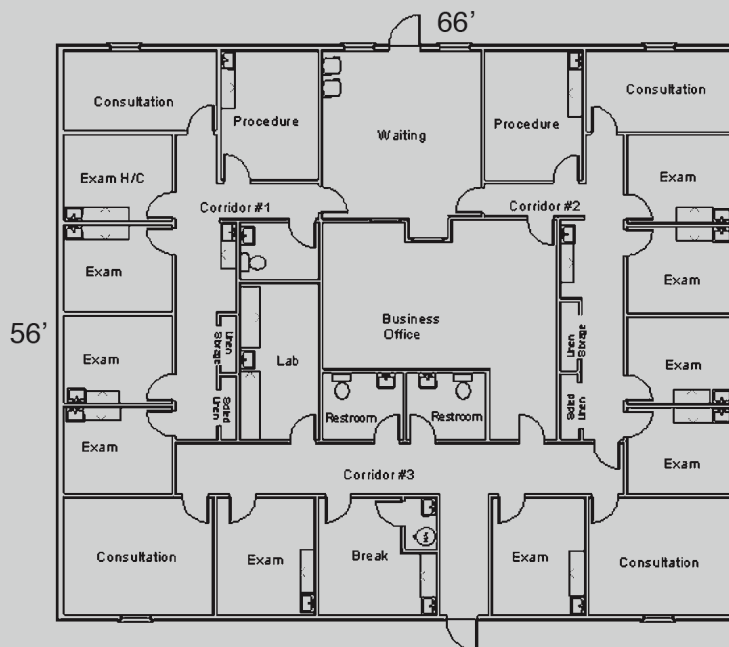 66’
Consultation
Procedure
Waiting
Procedure
Consultation
Exam H/C
Exam
Corridor #1
Corridor #2
Exam
Exam
56’
Business
Office
Linen
Storage
Lab
Linen
Storage
Exam
Exam
Soiled
Linen
Restroom
Restroom
Soiled
Linen
Exam
Exam
Corridor #3
Consultation
Exam
Break
Exam
Consultation